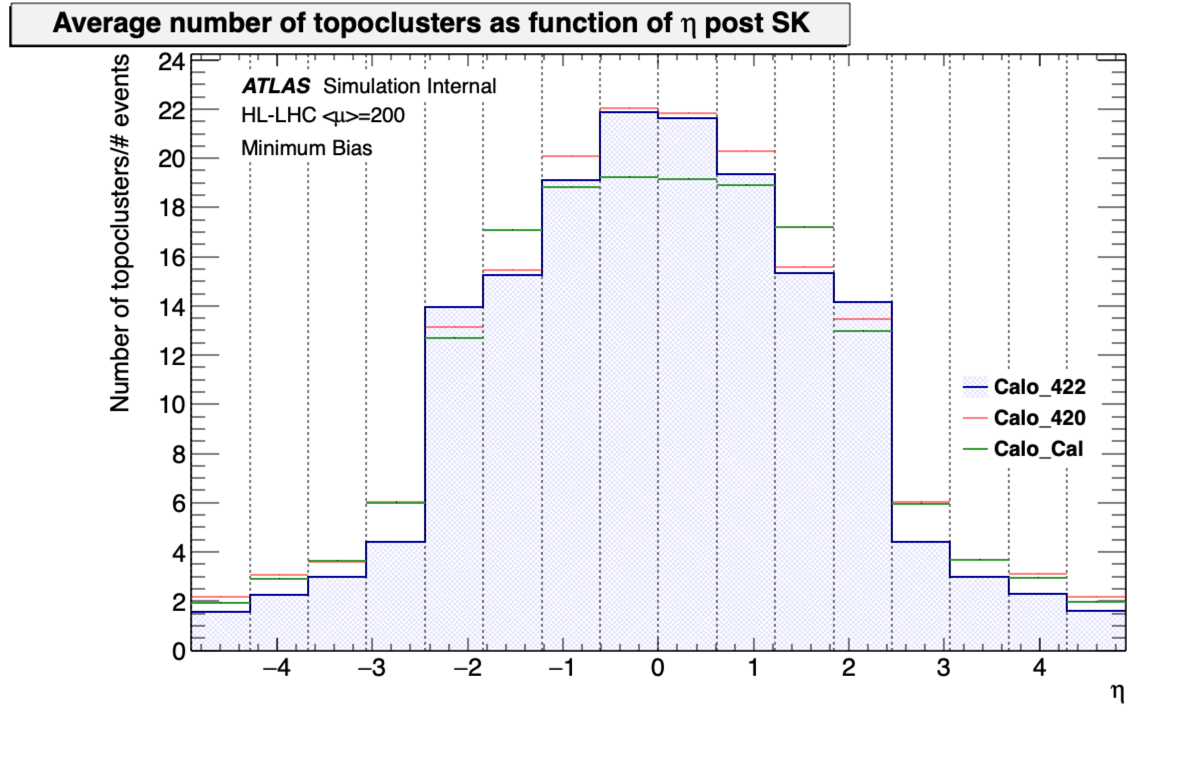 Average number of topoclusters as function of η post SK
Number of topoclusters/# events
24
22
20
18
16
14
12
10
8
6
4
2
0
ATLAS Simulation Internal
HL-LHC <μ>=200
Minimum Bias
Calo_422
Calo_420
Calo_Cal
−4 −3 −2 −1 0 1 2 3 4
η